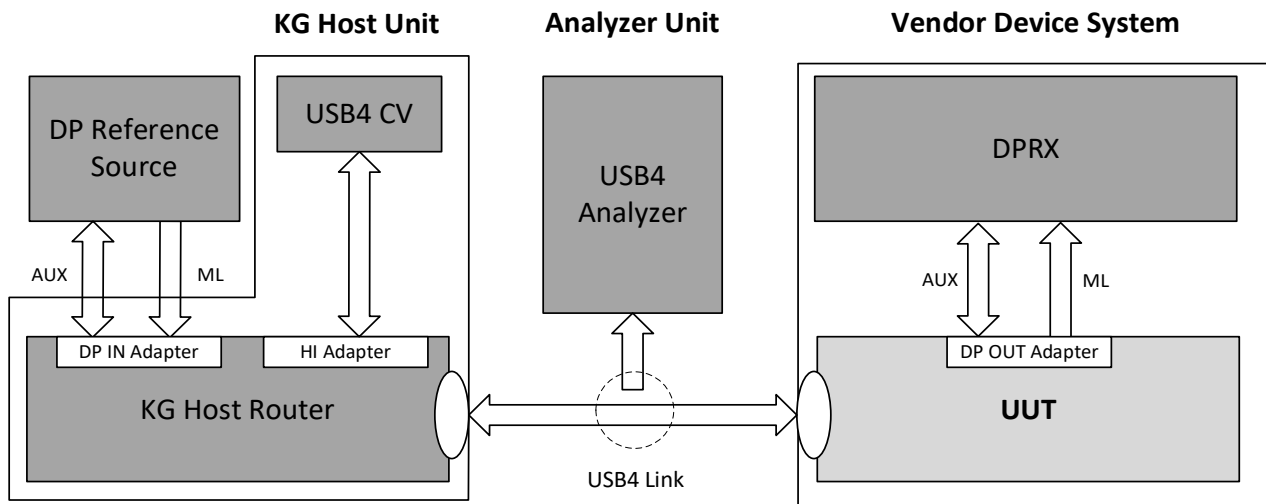 KG Host Unit
Analyzer Unit
Vendor Device System
DP Reference
Source
USB4 CV
USB4
Analyzer
DPRX
AUX
ML
AUX
ML
DP IN Adapter
HI Adapter
DP OUT Adapter
KG Host Router
UUT
USB4 Link